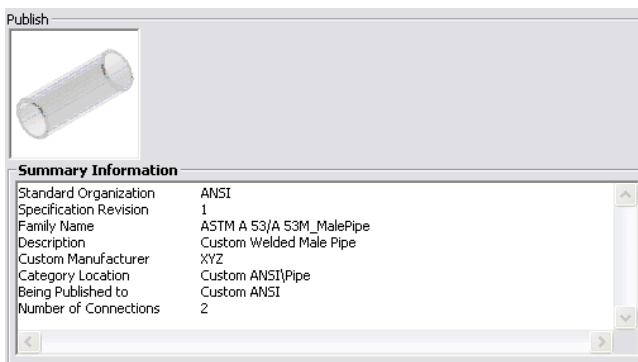 Publish
Summary Information
Standard Organization ANSI
Specification Revision 1
Family Name ASTM A 53/A 53M_MalePipe
Description Custom Welded Male Pipe
Custom Manufacturer XYZ
Category Location Custom ANSI\Pipe
Being Published to Custom ANSI
Number of Connections 2